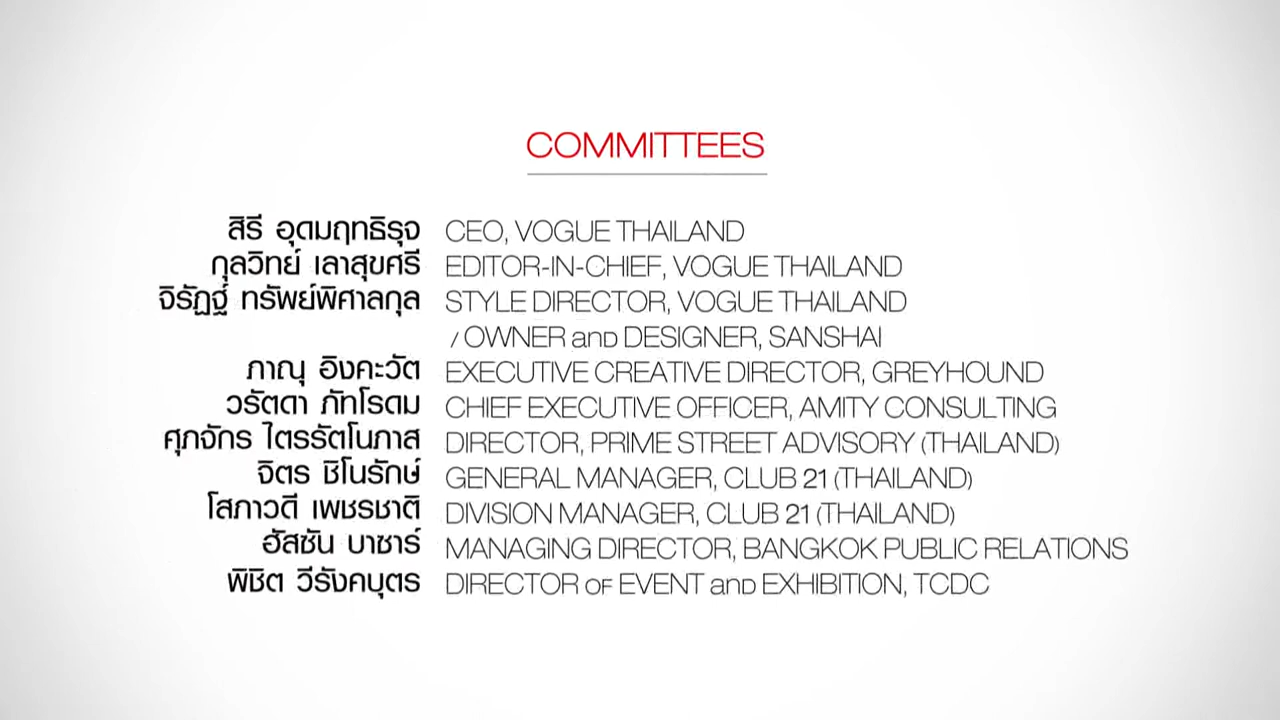 COMMITTEES
สิรี อุดมฤทธิรุจ CEO, VOGUE THAILAND
กุลวิทย์ เลาสุขศรี EDITOR-IN-CHIEF, VOGUE THAILAND
จิรัฏฐ์ ทรัพย์พิศาลกุล STYLE DIRECTOR, VOGUE THAILAND
/ OWNER and DESIGNER, SANSHAI
ภาณุ อิงคะวัต EXECUTIVE CREATIVE DIRECTOR, GREYHOUND
วรัตดา ภัทโรดม CHIEF EXECUTIVE OFFICER, AMITY CONSULTING
ศุภจักร ไตรรัตโนภาส DIRECTOR, PRIME STREET ADVISORY (THAILAND)
จิตร ชิโนรักษ์ GENERAL MANAGER, CLUB 21 (THAILAND)
โสภาวดี เพชรชาติ DIVISION MANAGER, CLUB 21 (THAILAND)
ฮัสซัน บาซาร์ MANAGING DIRECTOR, BANGKOK PUBLIC RELATIONS
พิชิต วีรังคบุตร DIRECTOR OF EVENT and EXHIBITION, TCDC